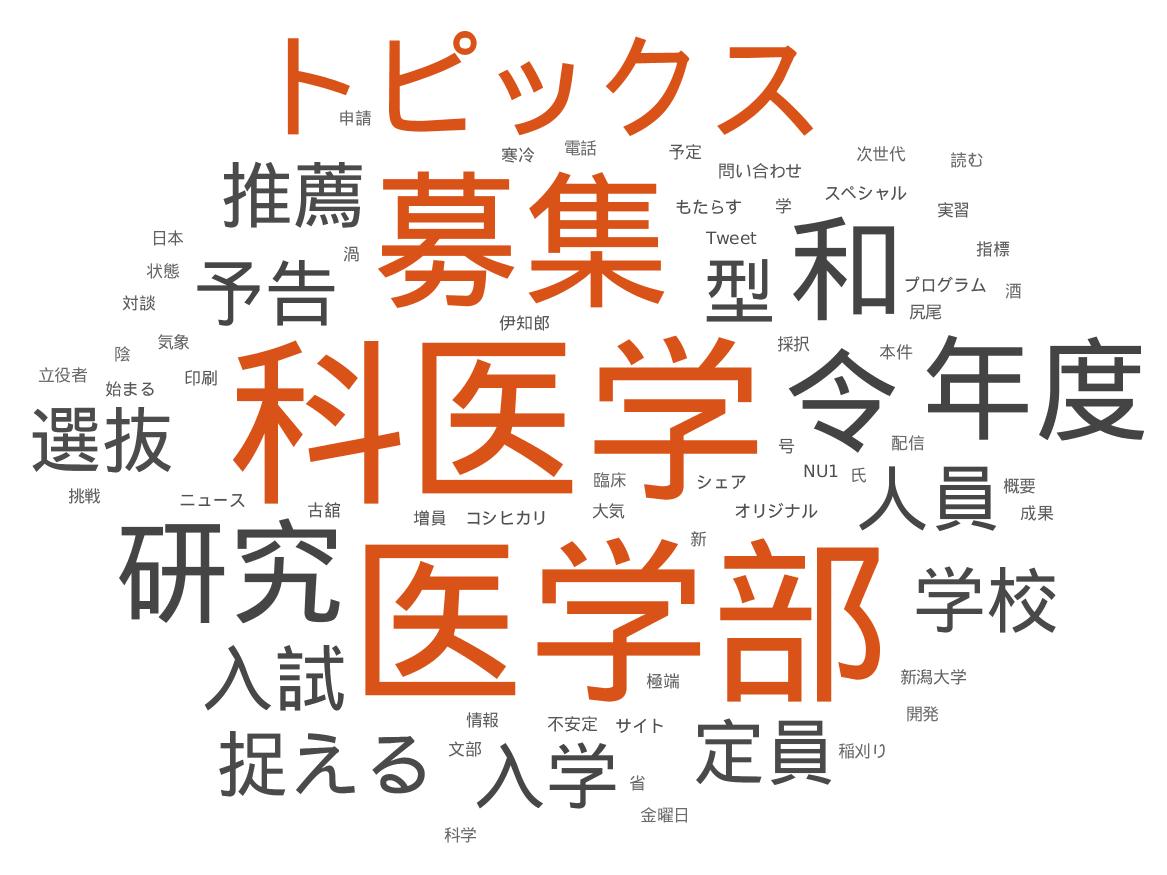 トピックス
申請
寒冷
電話
予定
次世代
読む
問い合わせ
推薦
募集
スペシャル
もたらす
学
実習
日本
Tweet
和
渦
指標
状態
予告
型
プログラム
酒
対談
尻尾
伊知郎
気象
採択
本件
陰
科医学
令
年度
立役者
始まる
印刷
選抜
号
配信
NU1
氏
臨床
シェア
人員
概要
挑戦
ニュース
古舘
増員
コシヒカリ
大気
オリジナル
成果
新
研究
医学部
学校
入試
極端
新潟大学
開発
情報
不安定
サイト
捉える
文部
入学
定員
稲刈り
省
金曜日
科学